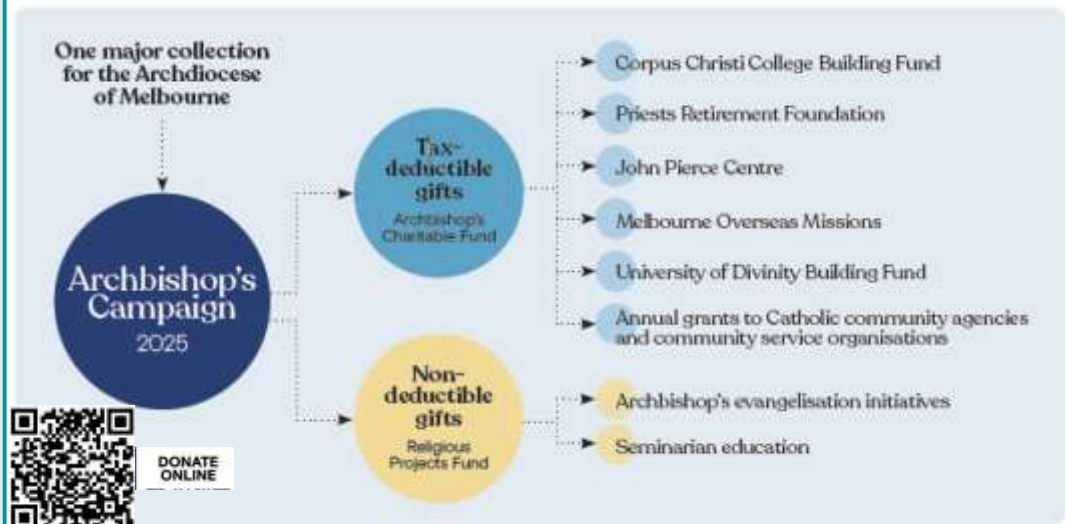 One major collection
for the Archdiocese
of Melbourne
Archbishop's
Campaign
2025
DONATE
ONLINE
Tax-
deductible
gifts
Archbishop's
Charitable Fund
Corpus Christi College Building Fund
Priests Retirement Foundation
John Pierce Centre
Melbourne Overseas Missions
University of Divinity Building Fund
Annual grants to Catholic community agencies
and community service organisations
Non-
deductible
gifts
Religious
Projects Fund
Archbishop's evangelisation initiatives
Seminarian education